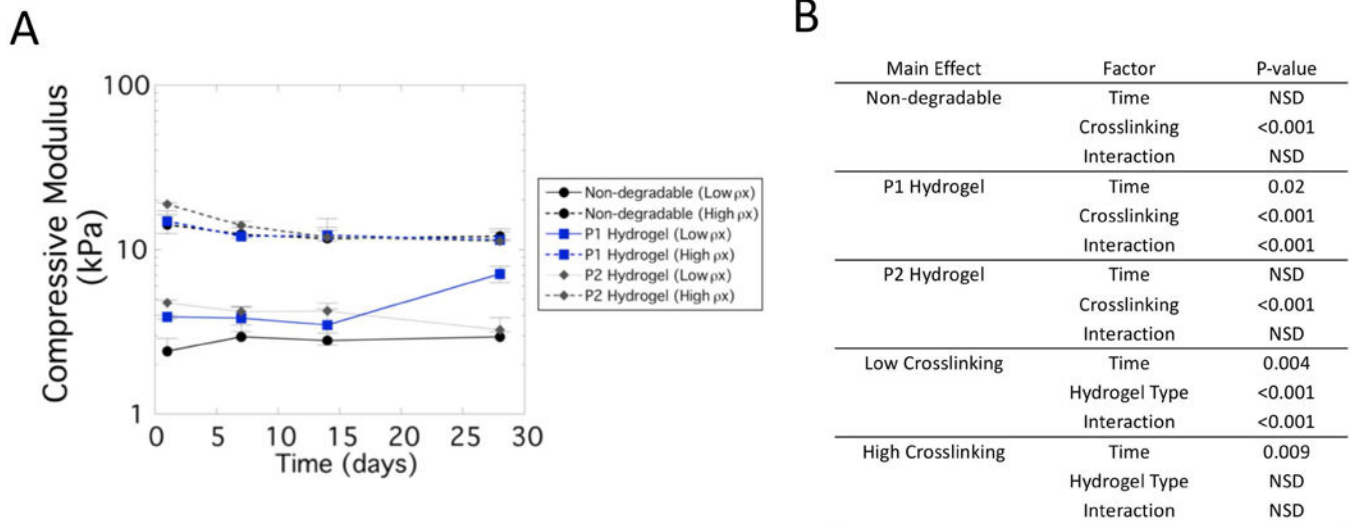 A
Compressive Modulus
(kPa)
100
10
1
0 5 10 15 20 25 30
Time (days)
Non-degradable (Low ρx)
Non-degradable (High ρx)
P1 Hydrogel (Low ρx)
P1 Hydrogel (High ρx)
P2 Hydrogel (Low ρx)
P2 Hydrogel (High ρx)
B
Main Effect Factor P-value
Non-degradable Time NSD
Crosslinking <0.001
Interaction NSD
P1 Hydrogel Time 0.02
Crosslinking <0.001
Interaction <0.001
P2 Hydrogel Time NSD
Crosslinking <0.001
Interaction NSD
Low Crosslinking Time 0.004
Hydrogel Type <0.001
Interaction <0.001
High Crosslinking Time 0.009
Hydrogel Type NSD
Interaction NSD